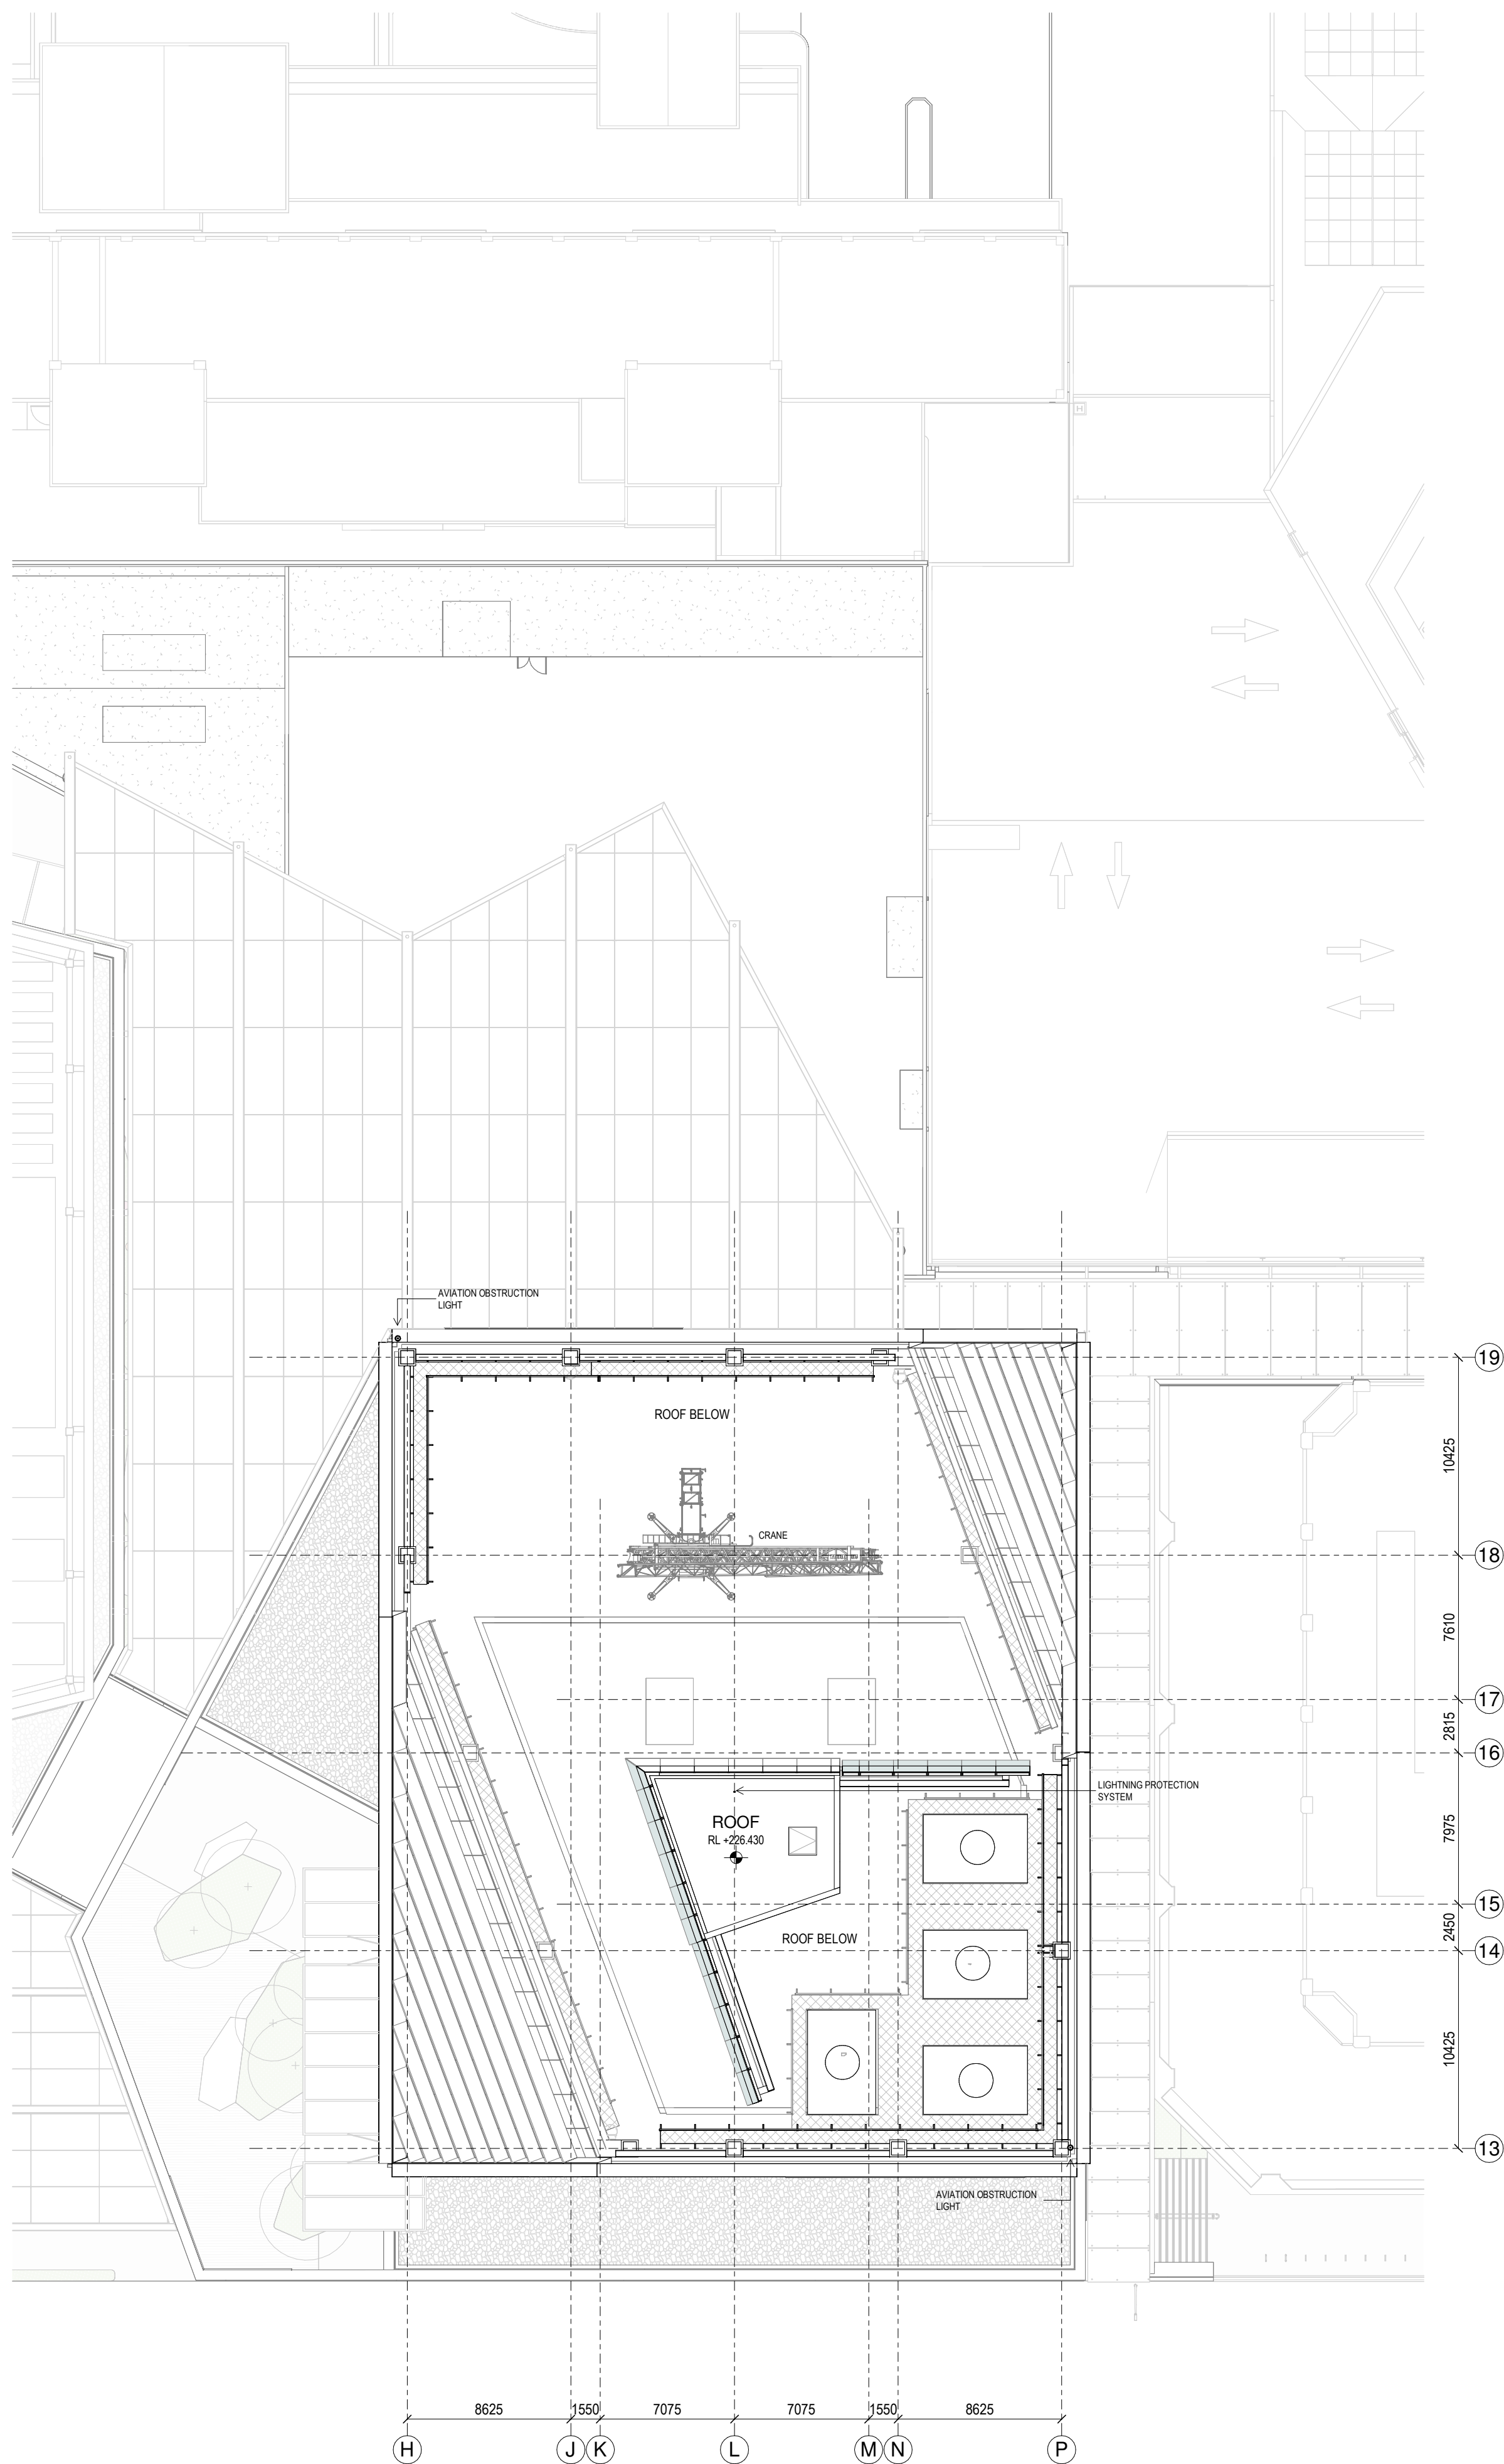 AVIATION OBSTRUCTION
LIGHT
19
ROOF BELOW
10425
CRANE
18
7610
17
2815
16
LIGHTNING PROTECTION
SYSTEM
ROOF
RL +226.430
7975
15
ROOF BELOW
2450
14
10425
13
AVIATION OBSTRUCTION
LIGHT
8625
1550
7075
7075
1550
8625
H
J
K
L
M
N
P